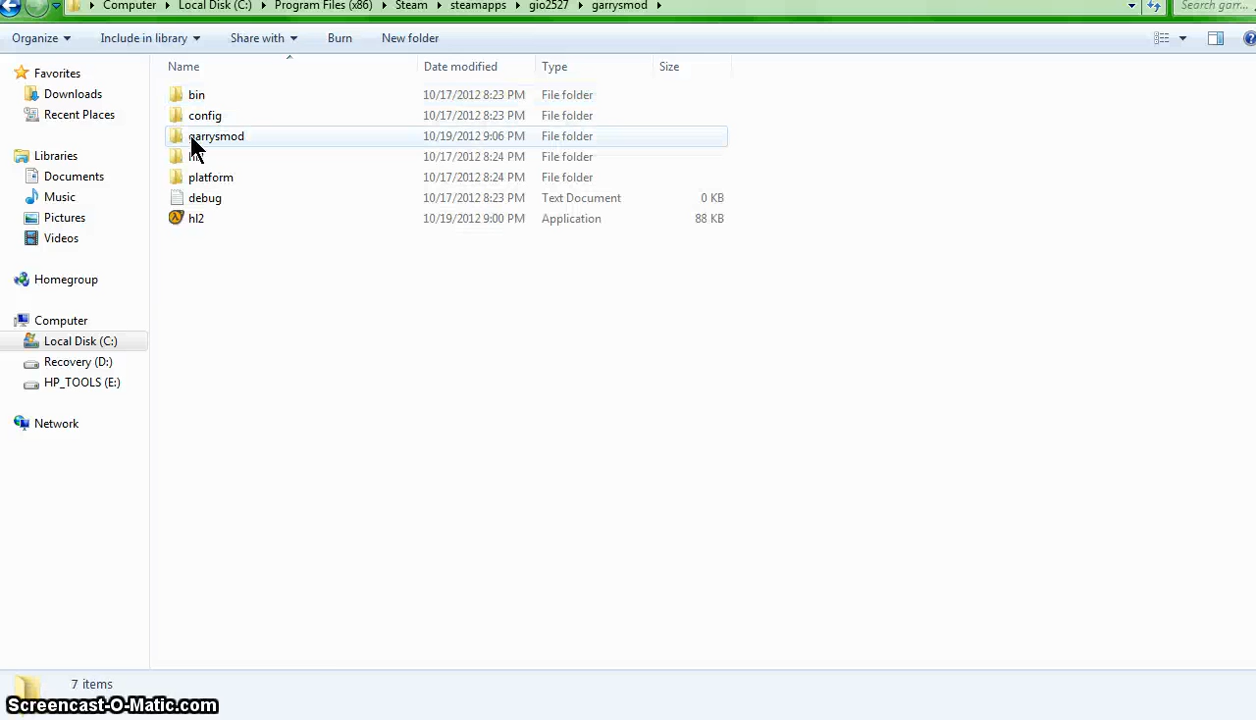 Computer Local Disk (C:) Program Files (x86) Steam steamapps gio2527 garrysmod Search garr...
Organize Include in library Share with Burn New folder
Name Date modified Type Size
Favorites
Downloads
Recent Places
Libraries
Documents
Music
Pictures
Videos
Homegroup
Computer
Local Disk (C:)
Recovery (D:)
HP_TOOLS (E:)
Network
bin 10/17/2012 8:23 PM File folder
config 10/17/2012 8:23 PM File folder
garrysmod 10/19/2012 9:06 PM File folder
10/17/2012 8:24 PM File folder
platform 10/17/2012 8:24 PM File folder
debug 10/17/2012 8:23 PM Text Document 0 KB
hl2 10/19/2012 9:00 PM Application 88 KB
7 items
Screencast-O-Matic.com